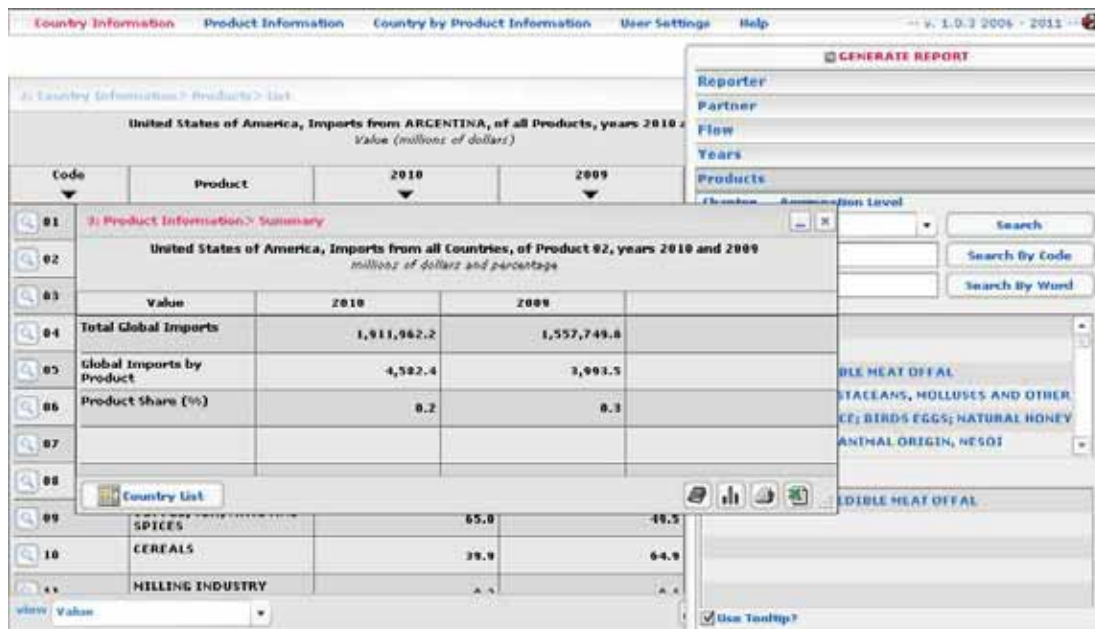 Country Information Product Information Country by Product Information User Settings Help -- v. 1.0.3 2006 - 2011 --
GENERATE REPORT
Reporter
Partner
Flow
Years
Products
Chapter Aggregation Level
Search
Search By Code
Search By Word
BLE MEAT OFFAL
STACEANS, MOLLUSCS AND OTHER
CE; BIRDS EGGS; NATURAL HONEY
ANIMAL ORIGIN, NESOI
EDIBLE MEAT OFFAL
Use Tooltip?
2: Country Information> Products> List
United States of America, Imports from ARGENTINA, of all Products, years 2010
Value (millions of dollars)
Code Product 2010 2009
01
02
03
04
05
06
07
08
09 SPICES 65.0 49.5
10 CEREALS 39.9 64.9
11 MILLING INDUSTRY
view Value
3: Product Information> Summary
United States of America, Imports from all Countries, of Product 02, years 2010 and 2009
millions of dollars and percentage
Value 2010 2009
Total Global Imports 1,911,962.2 1,557,749.8
Global Imports by
Product 4,582.4 3,993.5
Product Share (%) 0.2 0.3
Country List